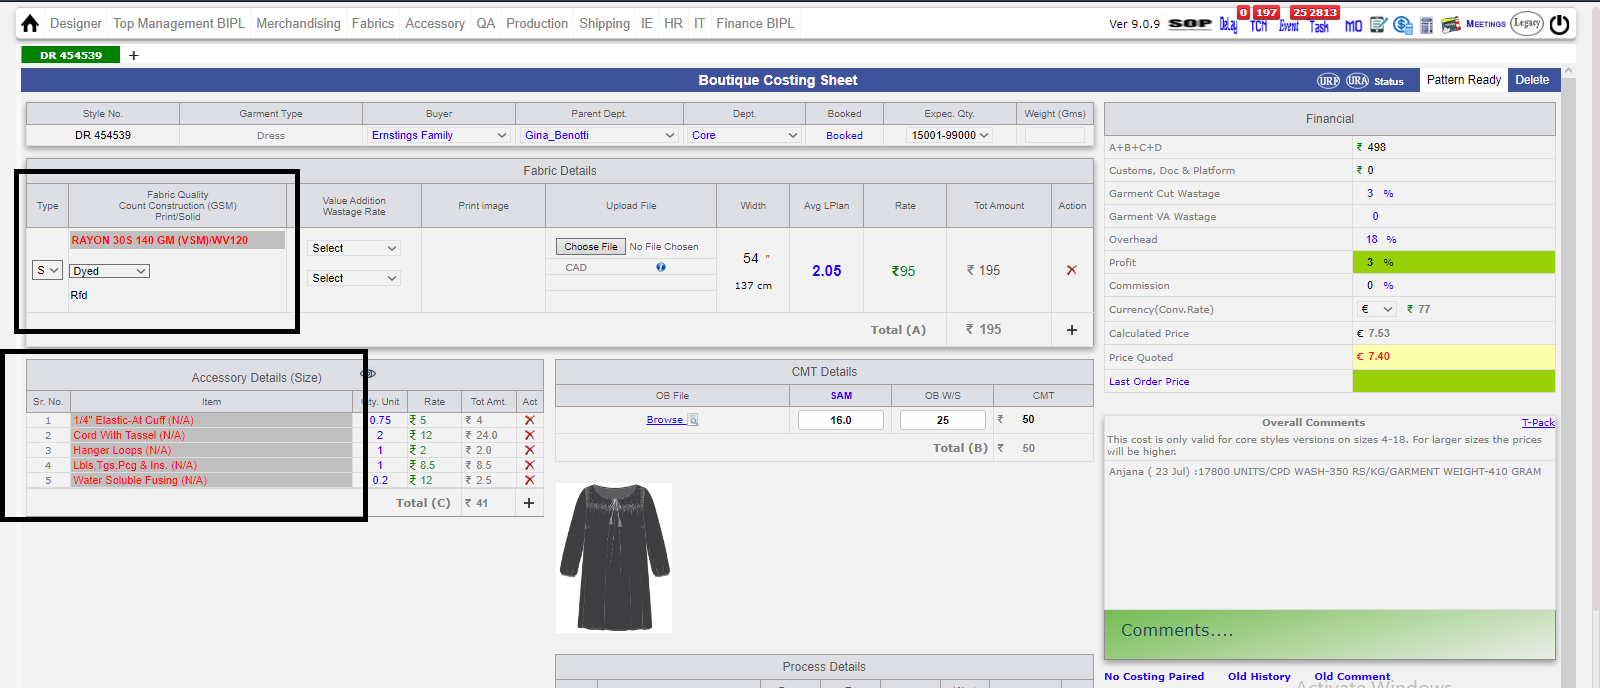 Designer Top Management BIPL Merchandising Fabrics Accessory QA Production Shipping IE HR IT Finance BIPL Ver 9.0.9 SOP Delay 0 TCN 197 Event 25 Task 2813 MO MEETINGS Legacy
DR 454539 +
Boutique Costing Sheet URP URA Status Pattern Ready Delete
Style No. Garment Type Buyer Parent Dept. Dept. Booked Expec. Qty. Weight (Gms)
DR 454539 Dress Ernstings Family Gina_Benotti Core Booked 15001-99000
Fabric Details
Type
Fabric Quality
Count Construction (GSM)
Print/Solid
Value Addition
Wastage Rate
Print image Upload File Width Avg LPlan Rate Tot Amount Action
RAYON 30S 140 GM (VSM)/WV120
S Dyed
Rfd
Select
Select
Choose File No File Chosen
CAD
54 "
137 cm
2.05 ₹95 ₹ 195
Total (A) ₹ 195 +
Accessory Details (Size)
Sr. No. Item Qty. Unit Rate Tot Amt. Act
1 1/4" Elastic-At Cuff (N/A) 0.75 ₹ 5 ₹ 4
2 Cord With Tassel (N/A) 2 ₹ 12 ₹ 24.0
3 Hanger Loops (N/A) 1 ₹ 2 ₹ 2.0
4 Lbls,Tgs,Pcg & Ins. (N/A) 1 ₹ 8.5 ₹ 8.5
5 Water Soluble Fusing (N/A) 0.2 ₹ 12 ₹ 2.5
Total (C) ₹ 41 +
CMT Details
OB File SAM OB W/S CMT
Browse 16.0 25 ₹ 50
Total (B) ₹ 50
Process Details
Financial
A+B+C+D ₹ 498
Customs, Doc & Platform ₹ 0
Garment Cut Wastage 3 %
Garment VA Wastage 0
Overhead 18 %
Profit 3 %
Commission 0 %
Currency(Conv.Rate) € ₹ 77
Calculated Price € 7.53
Price Quoted € 7.40
Last Order Price
Overall Comments T-Pack
This cost is only valid for core styles versions on sizes 4-18. For larger sizes the prices
will be higher.
Anjana ( 23 Jul) :17800 UNITS/CPD WASH-350 RS/KG/GARMENT WEIGHT-410 GRAM
Comments....
No Costing Paired Old History Old Comment
Activate Windows